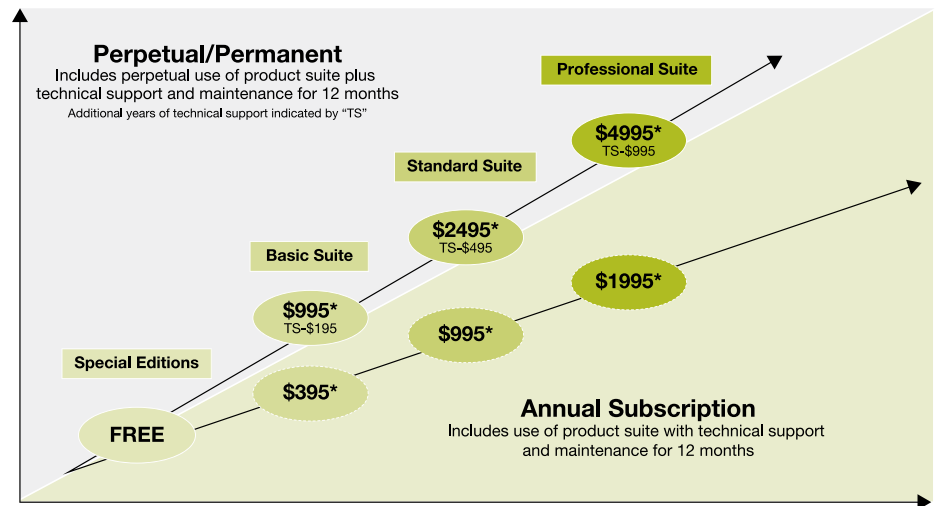 Perpetual/Permanent
Includes perpetual use of product suite plus
technical support and maintenance for 12 months
Additional years of technical support indicated by “TS”
Professional Suite
$4995*
TS-$995
Standard Suite
$2495*
TS-$495
Basic Suite
$995*
TS-$195
Special Editions
FREE
$395*
$995*
$1995*
Annual Subscription
Includes use of product suite with technical support
and maintenance for 12 months